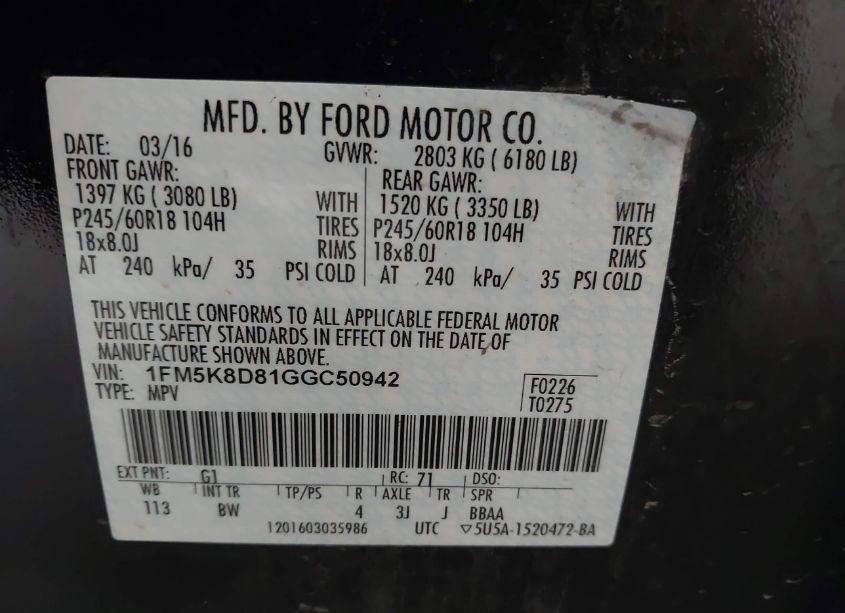 MFD. BY FORD MOTOR CO.
DATE: 03/16 GVWR: 2803 KG ( 6180 LB)
FRONT GAWR: REAR GAWR:
1397 KG ( 3080 LB) WITH 1520 KG ( 3350 LB) WITH
P245/60R18 104H TIRES P245/60R18 104H TIRES
18x8.0J RIMS 18x8.0J RIMS
AT 240 kPa/ 35 PSI COLD AT 240 kPa/ 35 PSI COLD
THIS VEHICLE CONFORMS TO ALL APPLICABLE FEDERAL MOTOR
VEHICLE SAFETY STANDARDS IN EFFECT ON THE DATE OF
MANUFACTURE SHOWN ABOVE.
VIN: 1FM5K8D81GGC50942 F0226
TYPE: MPV T0275
EXT PNT: G1 RC: 71 DSO:
WB INT TR TP/PS R AXLE TR SPR
113 BW 4 3J J BBAA
1201603035986 UTC ▽5U5A-1520472-BA